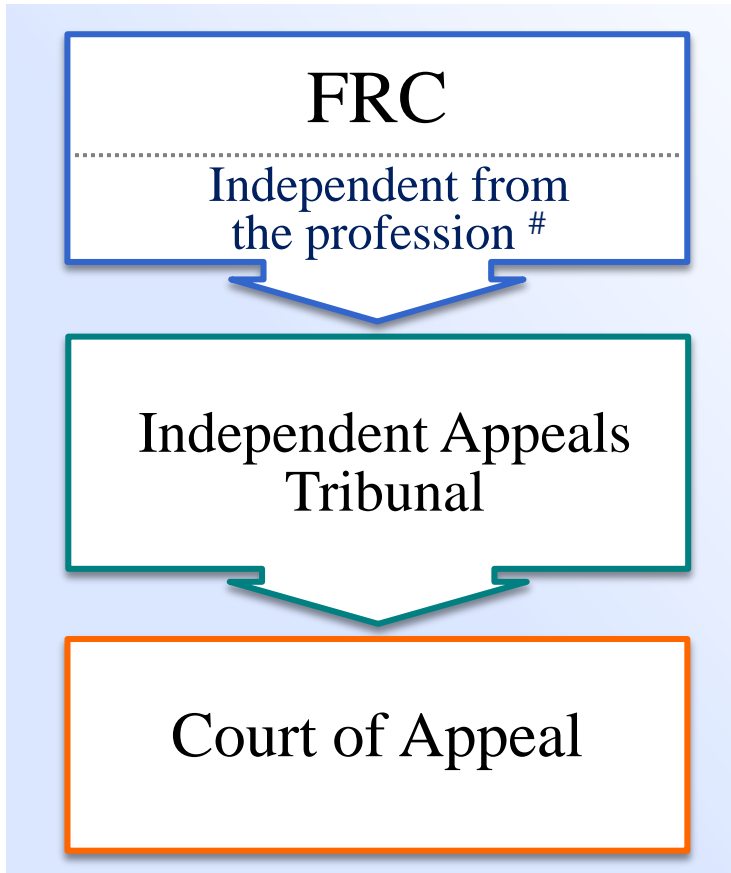 FRC
Independent from
the profession #
Independent Appeals
Tribunal
Court of Appeal